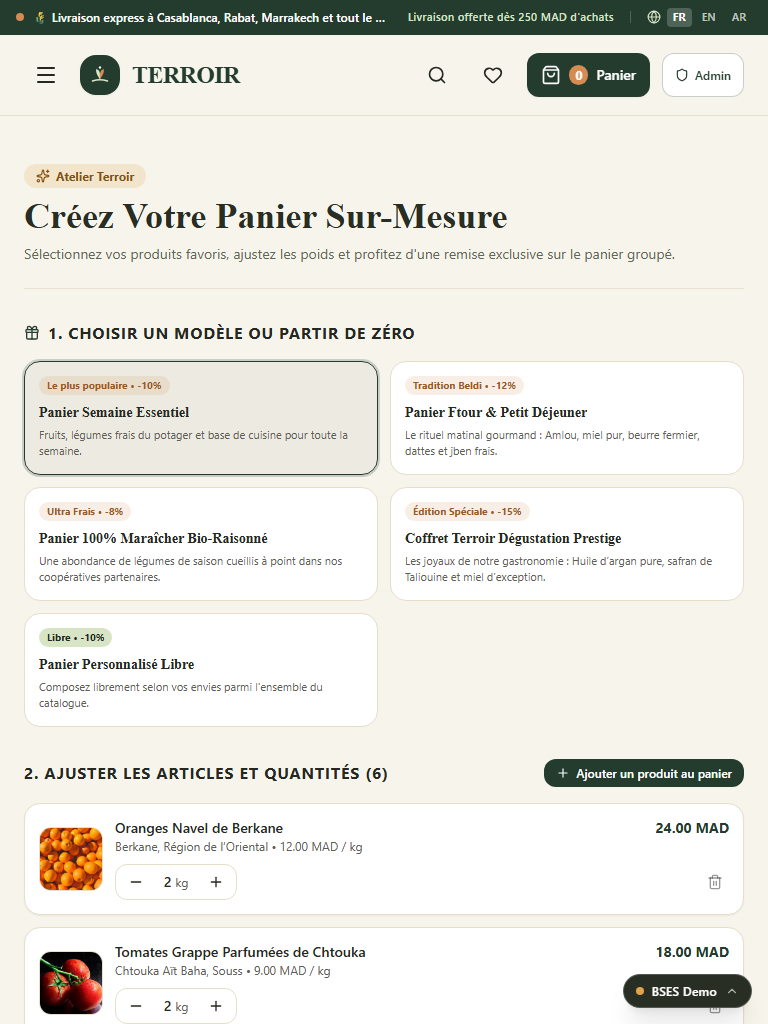 Livraison express à Casablanca, Rabat, Marrakech et tout le ...
Livraison offerte dès 250 MAD d'achats
FR EN AR
TERROIR
0 Panier
Admin
Atelier Terroir
Créez Votre Panier Sur-Mesure
Sélectionnez vos produits favoris, ajustez les poids et profitez d'une remise exclusive sur le panier groupé.
1. CHOISIR UN MODÈLE OU PARTIR DE ZÉRO
Le plus populaire • -10%
Panier Semaine Essentiel
Fruits, légumes frais du potager et base de cuisine pour toute la
semaine.
Tradition Beldi • -12%
Panier Ftour & Petit Déjeuner
Le rituel matinal gourmand : Amlou, miel pur, beurre fermier,
dattes et jben frais.
Ultra Frais • -8%
Panier 100% Maraîcher Bio-Raisonné
Une abondance de légumes de saison cueillis à point dans nos
coopératives partenaires.
Édition Spéciale • -15%
Coffret Terroir Dégustation Prestige
Les joyaux de notre gastronomie : Huile d'argan pure, safran de
Taliouine et miel d'exception.
Libre • -10%
Panier Personnalisé Libre
Composez librement selon vos envies parmi l'ensemble du
catalogue.
2. AJUSTER LES ARTICLES ET QUANTITÉS (6)
Ajouter un produit au panier
Oranges Navel de Berkane
24.00 MAD
Berkane, Région de l'Oriental • 12.00 MAD / kg
2 kg
Tomates Grappe Parfumées de Chtouka
18.00 MAD
Chtouka Aït Baha, Souss • 9.00 MAD / kg
2 kg
BSES Demo